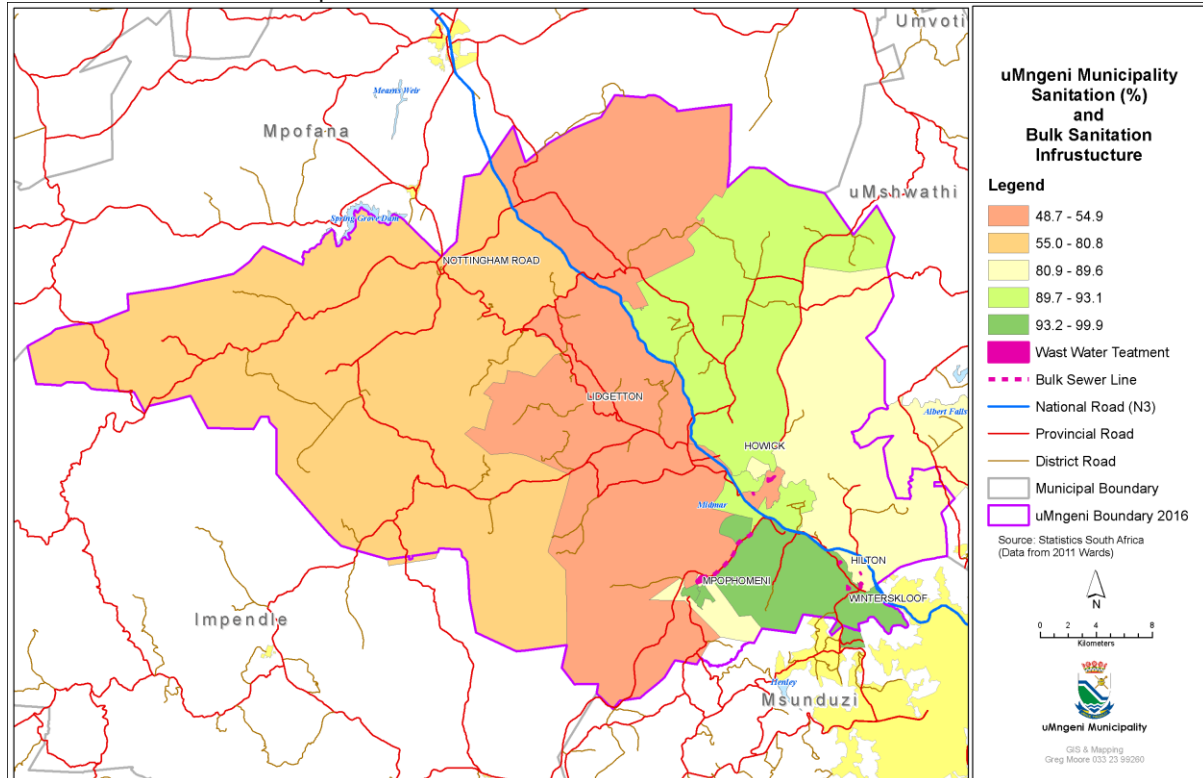 Umvoti
Mearns Weir
Mpofana
uMshwathi
Spring Grove Dam
NOTTINGHAM ROAD
LIDGETTON
Albert Falls
HOWICK
Midmar
HILTON
MPOPHOMENI
WINTERSKLOOF
Impendle
Henley
Msunduzi
uMngeni Municipality
Sanitation (%)
and
Bulk Sanitation
Infrustucture
Legend
48.7 - 54.9
55.0 - 80.8
80.9 - 89.6
89.7 - 93.1
93.2 - 99.9
Wast Water Teatment
Bulk Sewer Line
National Road (N3)
Provincial Road
District Road
Municipal Boundary
uMngeni Boundary 2016
Source: Statistics South Africa
(Data from 2011 Wards)
N
0 2 4 8
Kilometers
uMngeni Municipality
GIS & Mapping
Greg Moore 033 23 99260